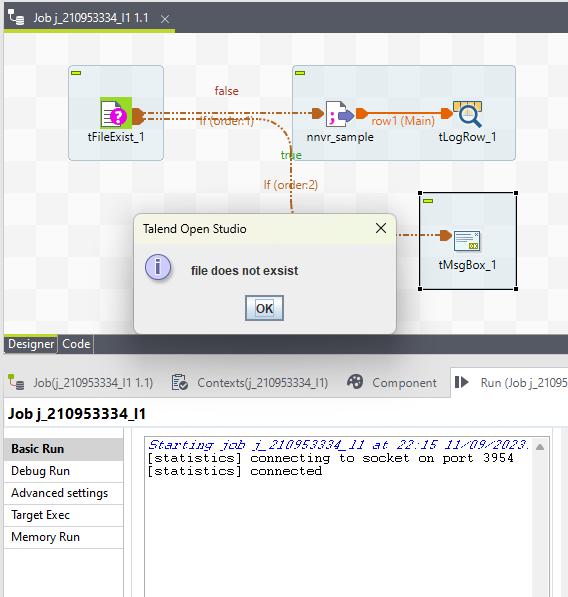 Job j_210953334_l1 1.1
false
If (order:1)
row1 (Main)
tFileExist_1
nnvr_sample
tLogRow_1
true
If (order:2)
Talend Open Studio
file does not exsist
OK
tMsgBox_1
Designer Code
Job(j_210953334_l1 1.1) Contexts(j_210953334_l1) Component Run (Job j_21095
Job j_210953334_l1
Basic Run
Debug Run
Advanced settings
Target Exec
Memory Run
Starting job j_210953334_l1 at 22:15 11/09/2023.
[statistics] connecting to socket on port 3954
[statistics] connected